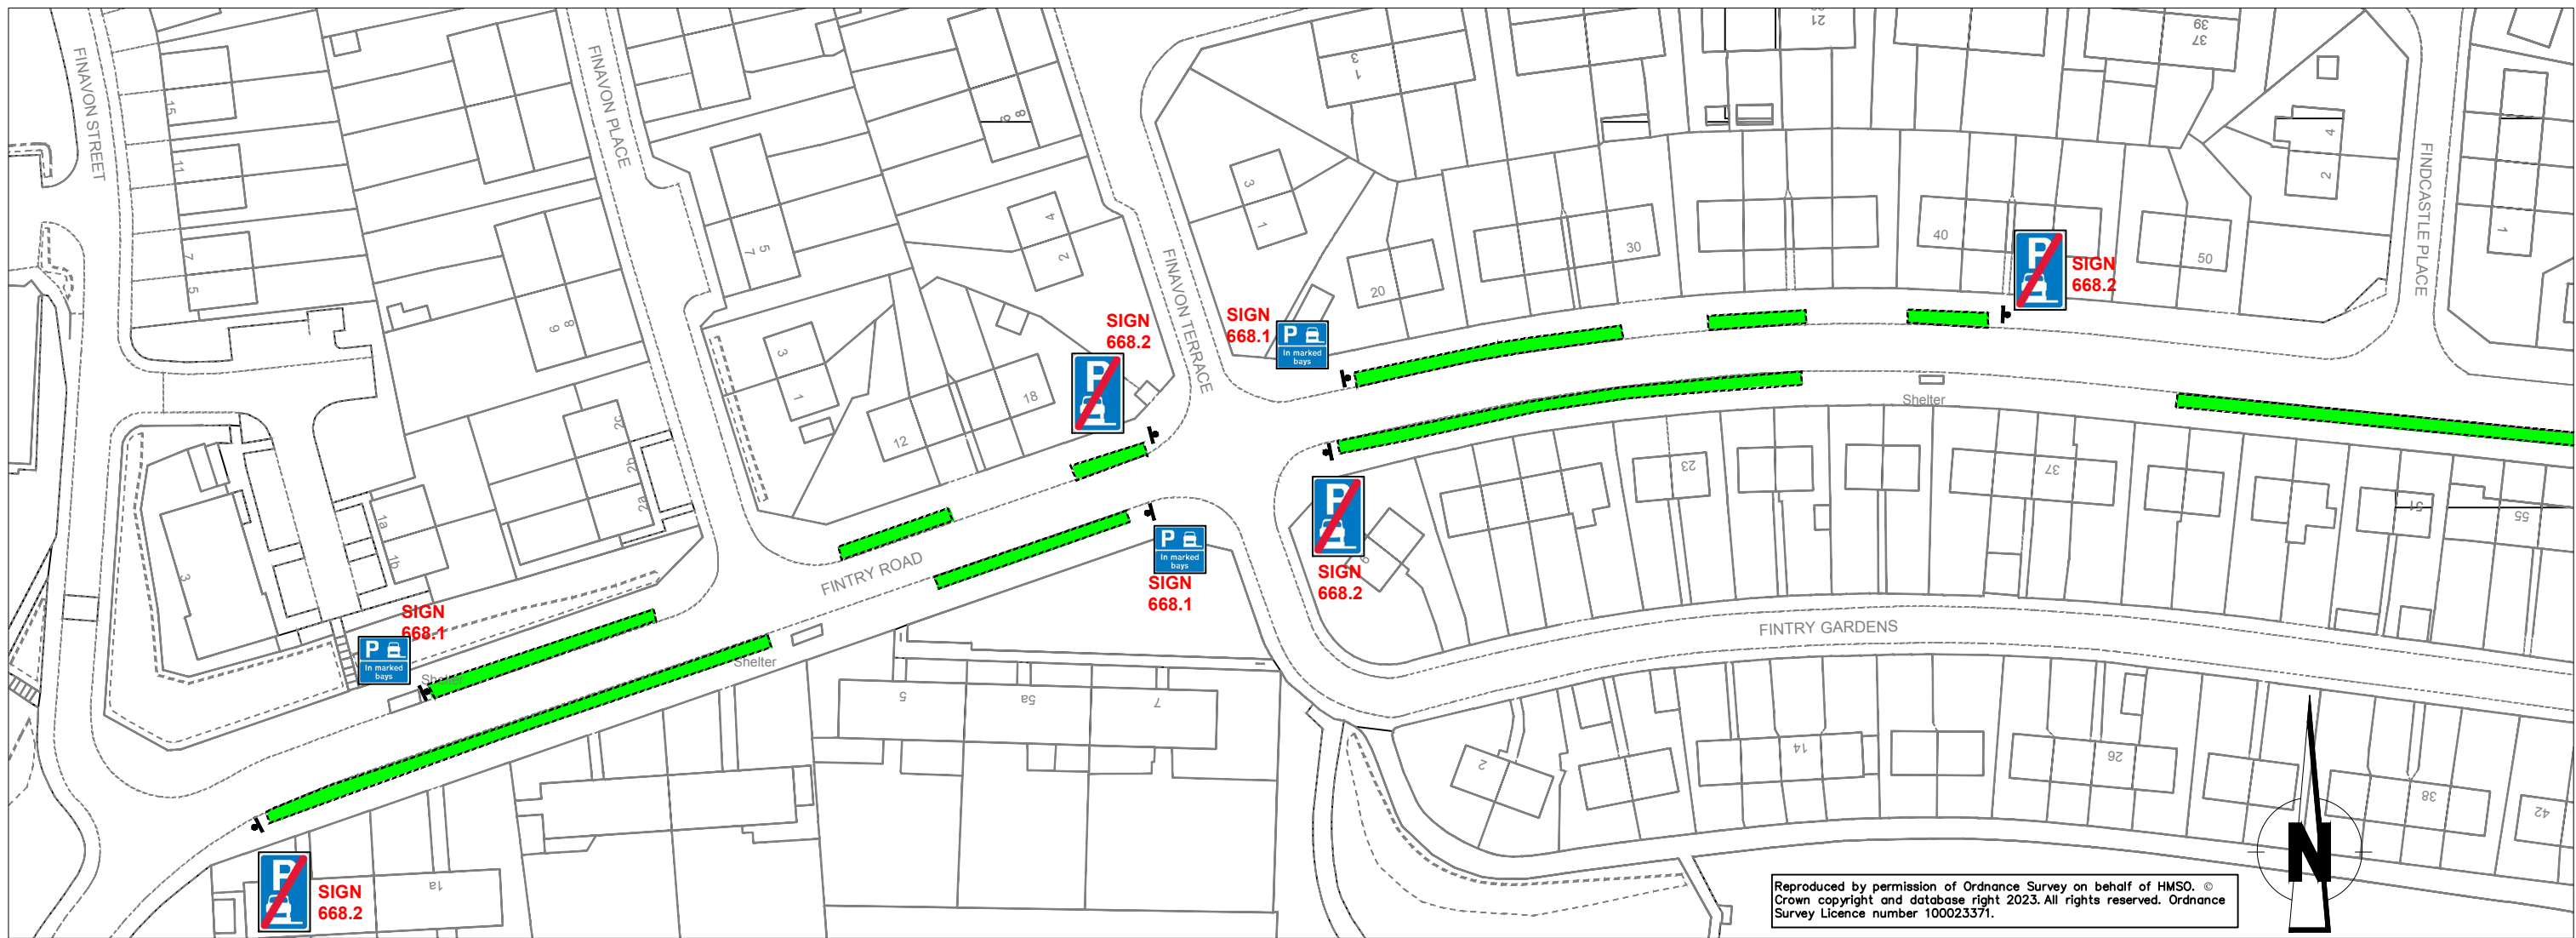 FINAVON STREET
15
11
7
5
FINAVON PLACE
9
8
5
7
3
1
12
18
6
8
4
2
FINAVON TERRACE
3
1
3
1
20
30
21
40
50
39
37
4
2
FINDCASTLE PLACE
1
SIGN
668.2
SIGN
668.1
P
In marked
bays
P
SIGN
668.2
P
Shelter
23
37
51
55
3
1a
1b
2a
2b
2c
FINTRY ROAD
SIGN
668.1
P
In marked
bays
Shelter
Shelter
P
In marked
bays
SIGN
668.1
P
SIGN
668.2
FINTRY GARDENS
5
5a
7
2
14
26
38
42
1a
P
SIGN
668.2
N
Reproduced by permission of Ordnance Survey on behalf of HMSO. ©
Crown copyright and database right 2023. All rights reserved. Ordnance
Survey Licence number 100023371.